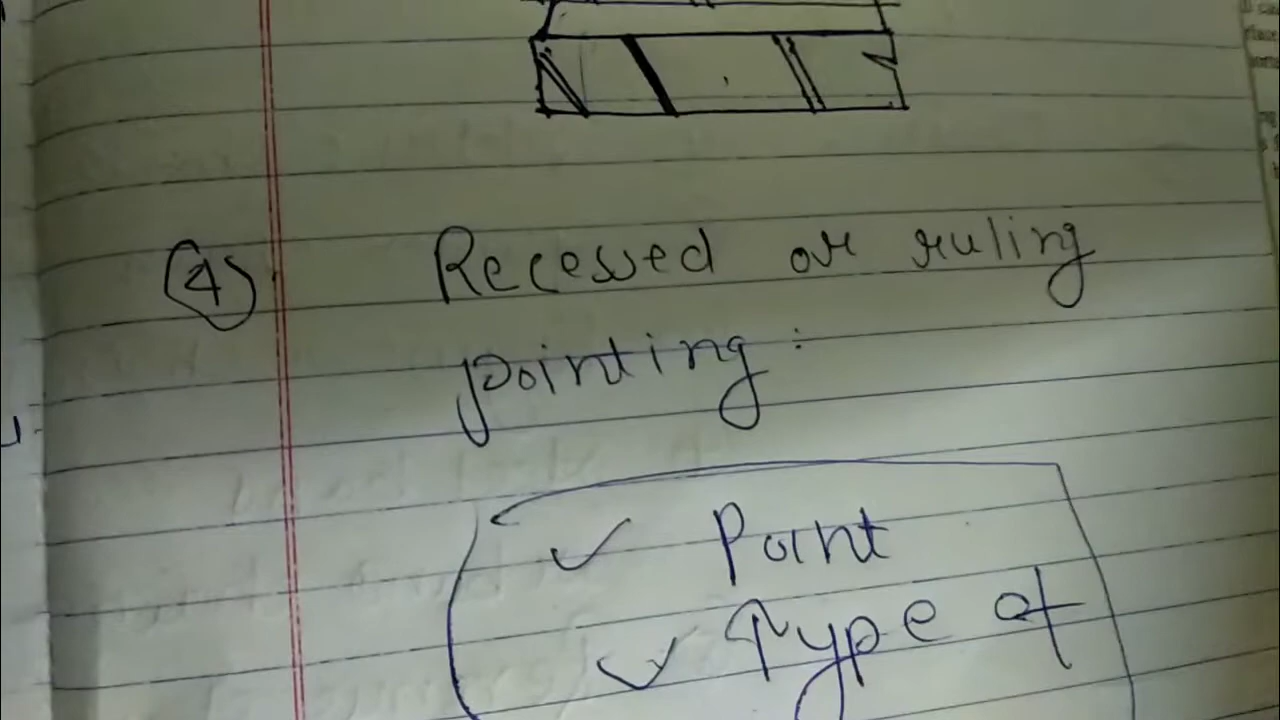 4
Recessed or ruling
pointing :
✓ Point
✓ Type of